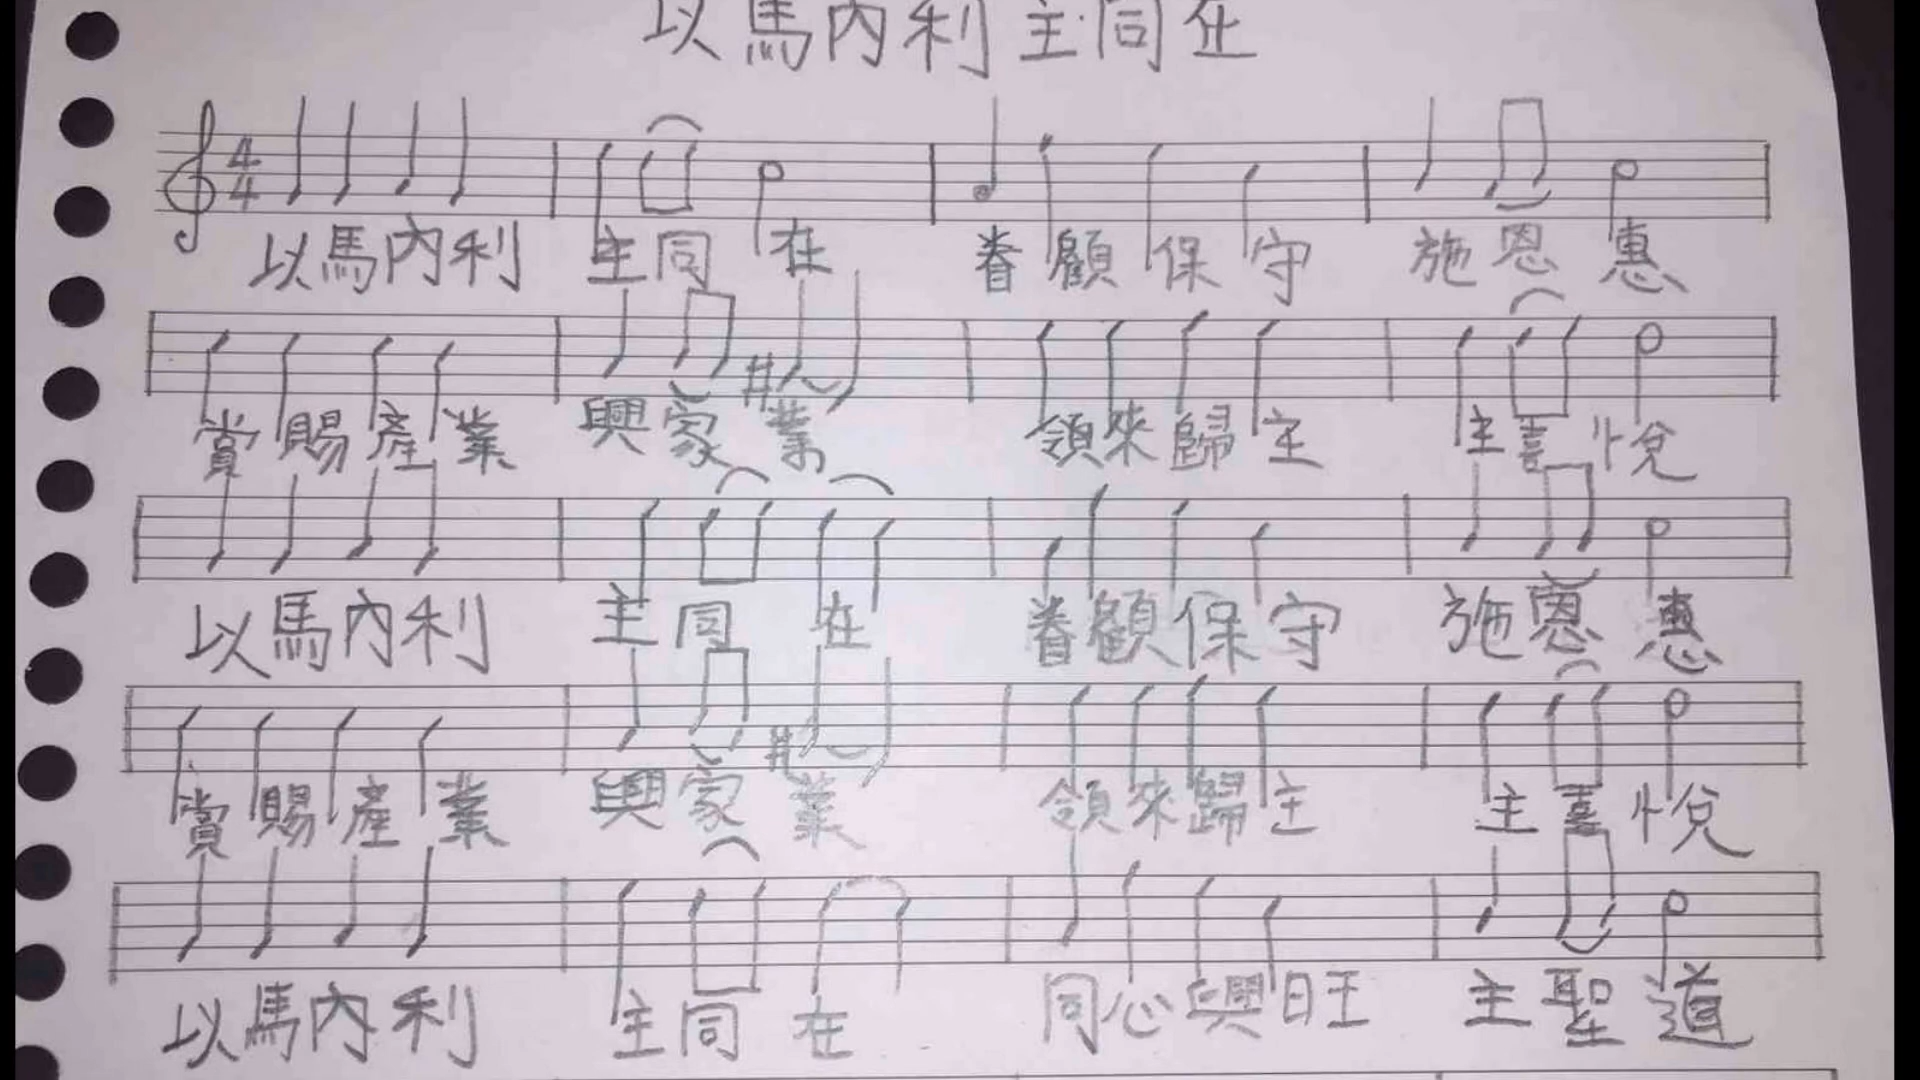 以馬內利主同在
4
4
以馬內利 主同 在 眷顧保守 施恩惠
賞賜產業 興家業 領來歸主 主喜悅
以馬內利 主同 在 眷顧保守 施恩惠
賞賜產業 興家業 領來歸主 主喜悅
以馬內利 主同 在 同心興旺 主聖道